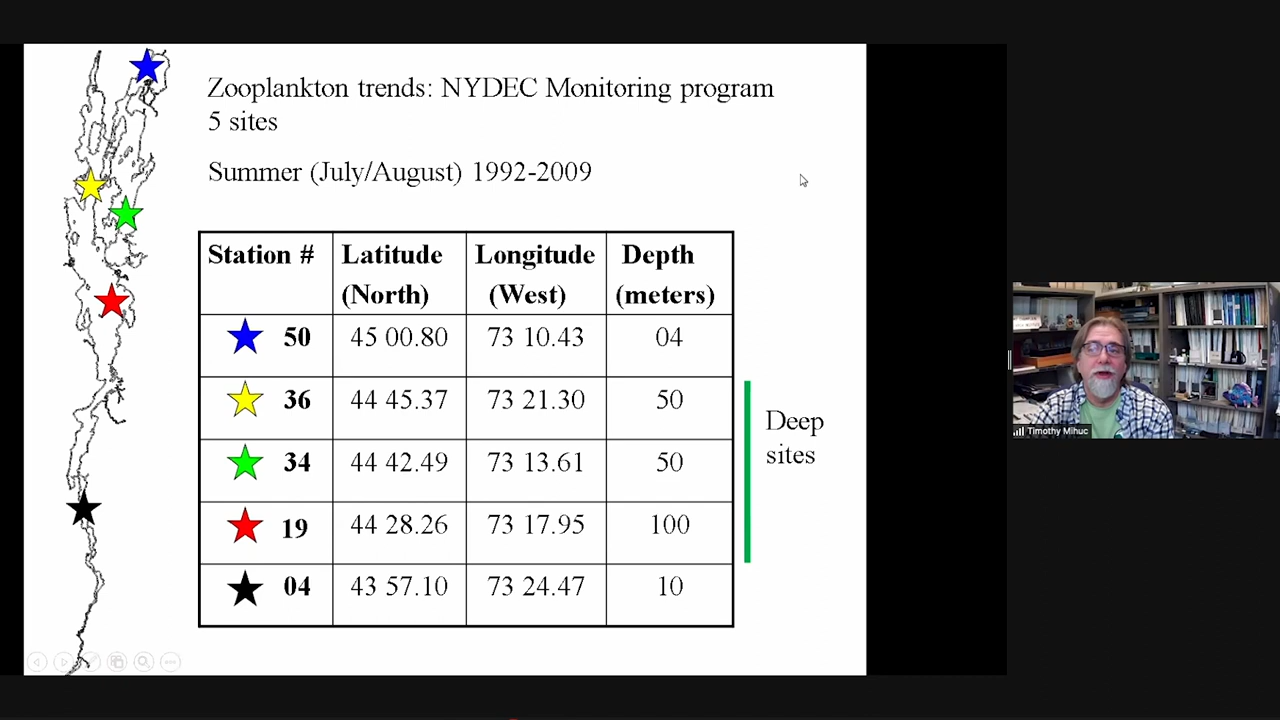 Zooplankton trends: NYDEC Monitoring program
5 sites
Summer (July/August) 1992-2009
Station # Latitude (North) Longitude (West) Depth (meters)
50 45 00.80 73 10.43 04
36 44 45.37 73 21.30 50
34 44 42.49 73 13.61 50
19 44 28.26 73 17.95 100
04 43 57.10 73 24.47 10
Deep
sites
Timothy Mihuc